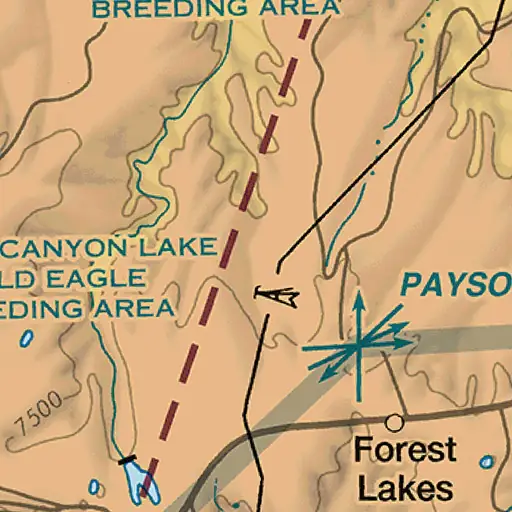 BREEDING AREA
CANYON LAKE
LD EAGLE
EDING AREA
PAYSO
7500
Forest
Lakes